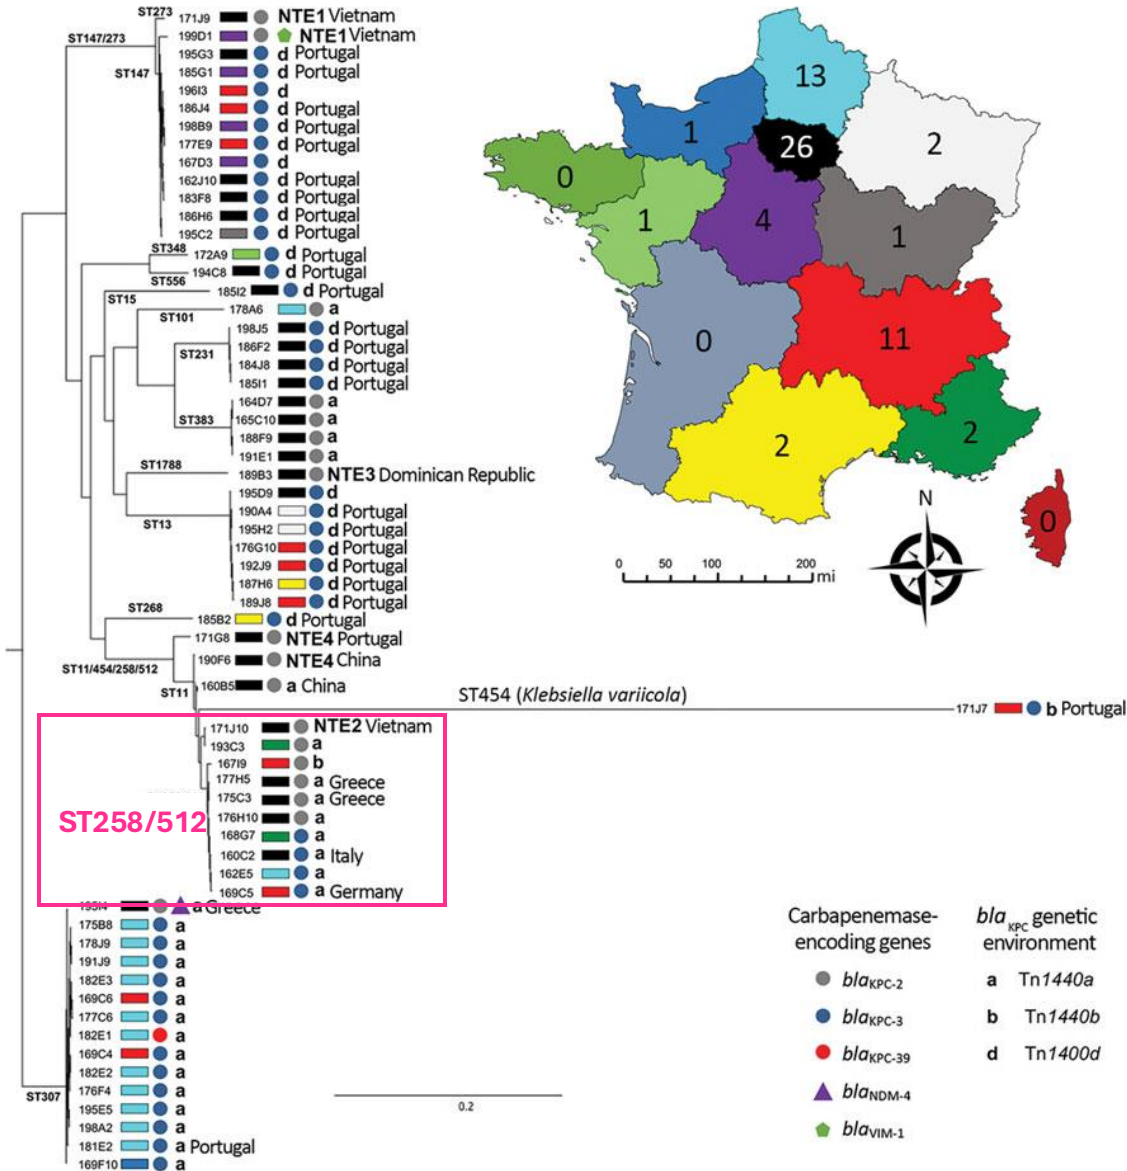 ST273
171J9 NTE1 Vietnam
ST147/273
199D1 NTE1 Vietnam
195G3 d Portugal
ST147
185G1 d Portugal
196I3 d
186J4 d Portugal
198B9 d Portugal
177E9 d Portugal
167D3 d
162J10 d Portugal
183F8 d Portugal
186H6 d Portugal
195C2 d Portugal
ST348
172A9 d Portugal
194C8 d Portugal
ST556
185I2 d Portugal
ST15
178A6 a
ST101
198J5 d Portugal
186F2 d Portugal
ST231
184J8 d Portugal
185I1 d Portugal
164D7 a
ST383
165C10 a
188F9 a
191E1 a
ST1788
189B3 NTE3 Dominican Republic
195D9 d
190A4 d Portugal
ST13
195H2 d Portugal
176G10 d Portugal
192J9 d Portugal
187H6 d Portugal
189J8 d Portugal
ST268
185B2 d Portugal
171G8 NTE4 Portugal
ST11/454/258/512
190F6 NTE4 China
ST11
160B5 a China
ST454 (Klebsiella variicola)
171J7 b Portugal
171J10 NTE2 Vietnam
193C3 a
167I9 b
177H5 a Greece
175C3 a Greece
ST258/512
176H10 a
168G7 a
160C2 a Italy
162E5 a
169C5 a Germany
a Greece
175B8 a
178J9 a
191J9 a
182E3 a
169C6 a
177C6 a
182E1 a
169C4 a
182E2 a
ST307
176F4 a
195E5 a
198A2 a
181E2 a Portugal
169F10 a
0.2
13
1
26
2
0
1
4
1
0
11
2
2
0
N
0 50 100 200 mi
Carbapenemase-encoding genes
blaKPC-2
blaKPC-3
blaKPC-39
blaNDM-4
blaVIM-1
blaKPC genetic environment
a Tn1440a
b Tn1440b
d Tn1400d